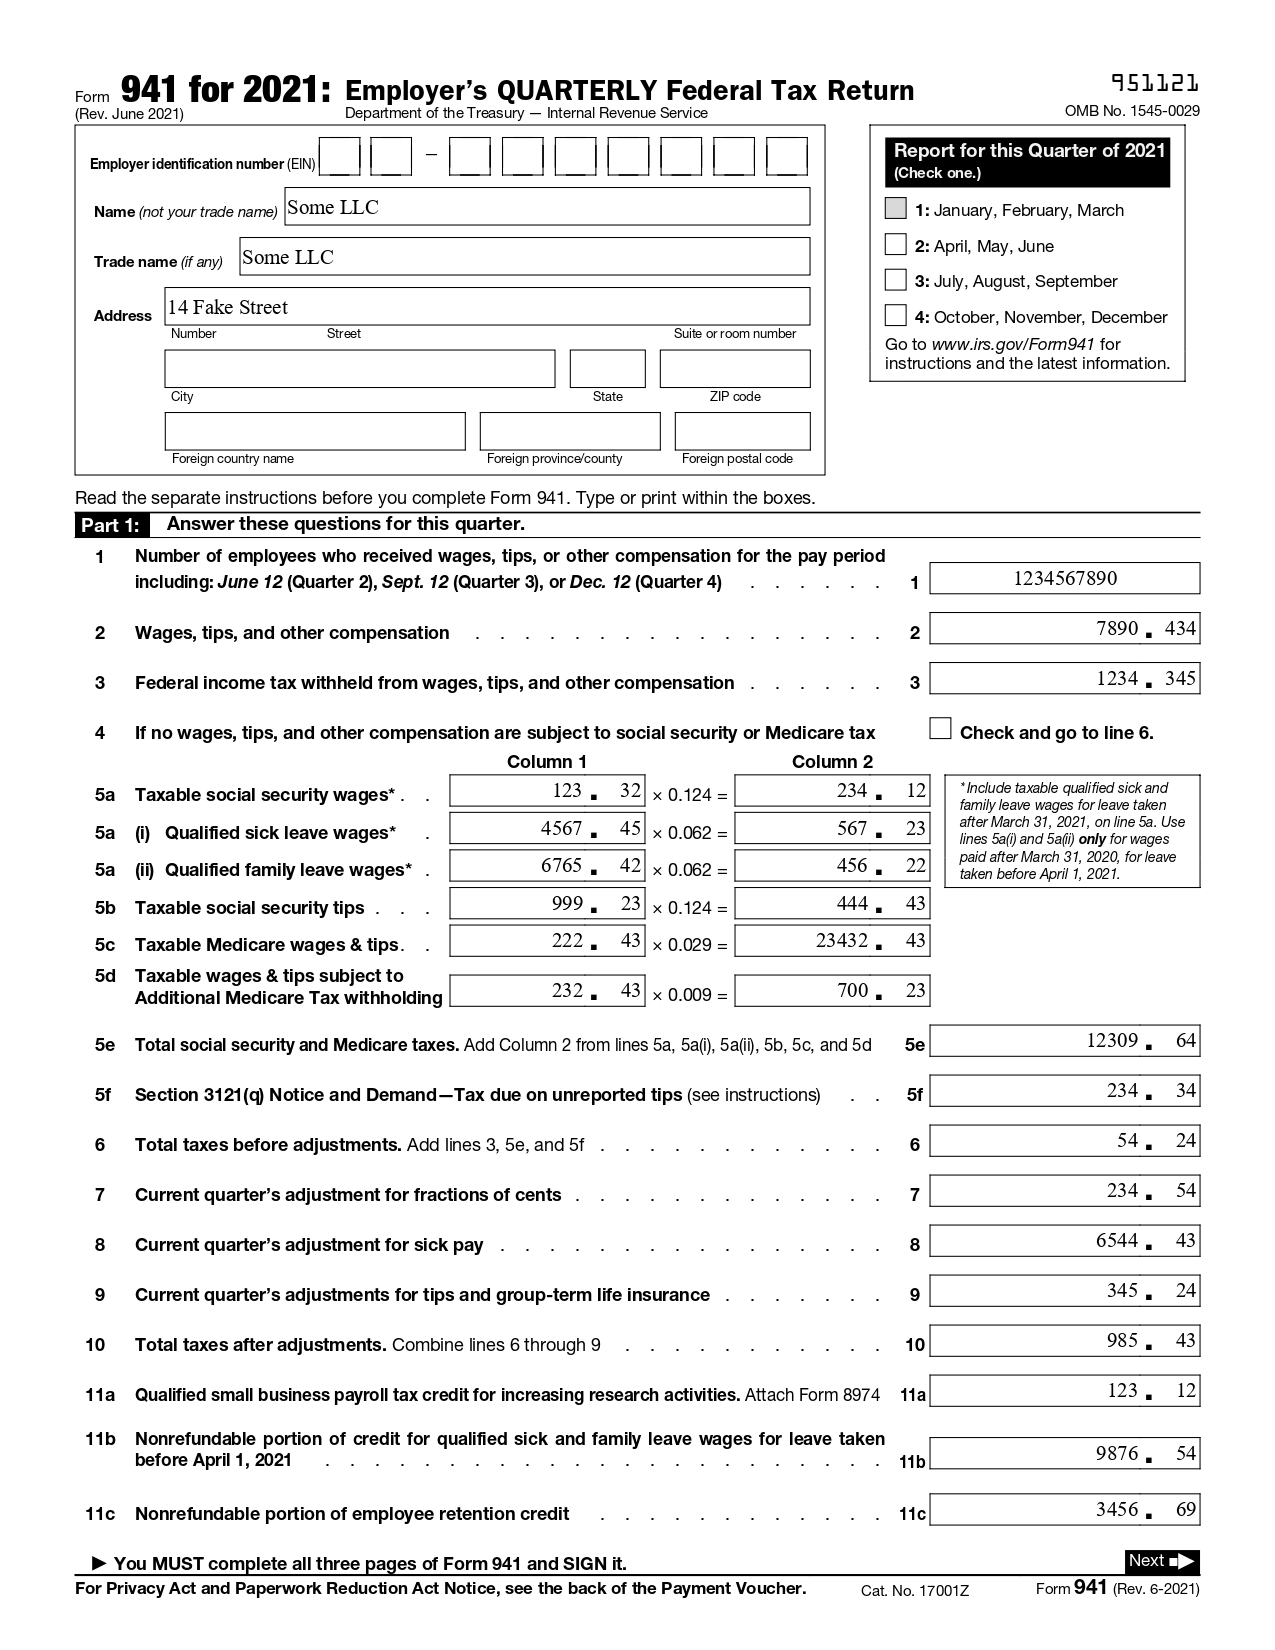 Form 941 for 2021: Employer's QUARTERLY Federal Tax Return
951121
(Rev. June 2021)
Department of the Treasury — Internal Revenue Service
OMB No. 1545-0029
Employer identification number (EIN)
–
Name (not your trade name) Some LLC
Trade name (if any) Some LLC
Address 14 Fake Street
Number Street Suite or room number
City State ZIP code
Foreign country name Foreign province/county Foreign postal code
Report for this Quarter of 2021
(Check one.)
1: January, February, March
2: April, May, June
3: July, August, September
4: October, November, December
Go to www.irs.gov/Form941 for
instructions and the latest information.
Read the separate instructions before you complete Form 941. Type or print within the boxes.
Part 1: Answer these questions for this quarter.
1 Number of employees who received wages, tips, or other compensation for the pay period
including: June 12 (Quarter 2), Sept. 12 (Quarter 3), or Dec. 12 (Quarter 4) . . . . . . 1 1234567890
2 Wages, tips, and other compensation . . . . . . . . . . . . . . . . . 2 7890 . 434
3 Federal income tax withheld from wages, tips, and other compensation . . . . . . 3 1234 . 345
4 If no wages, tips, and other compensation are subject to social security or Medicare tax Check and go to line 6.
Column 1 Column 2
5a Taxable social security wages* . . 123 . 32 × 0.124 = 234 . 12
5a (i) Qualified sick leave wages* . 4567 . 45 × 0.062 = 567 . 23
5a (ii) Qualified family leave wages* . 6765 . 42 × 0.062 = 456 . 22
5b Taxable social security tips . . . 999 . 23 × 0.124 = 444 . 43
5c Taxable Medicare wages & tips . . 222 . 43 × 0.029 = 23432 . 43
5d Taxable wages & tips subject to
Additional Medicare Tax withholding 232 . 43 × 0.009 = 700 . 23
*Include taxable qualified sick and
family leave wages for leave taken
after March 31, 2021, on line 5a. Use
lines 5a(i) and 5a(ii) only for wages
paid after March 31, 2020, for leave
taken before April 1, 2021.
5e Total social security and Medicare taxes. Add Column 2 from lines 5a, 5a(i), 5a(ii), 5b, 5c, and 5d 5e 12309 . 64
5f Section 3121(q) Notice and Demand—Tax due on unreported tips (see instructions) . . 5f 234 . 34
6 Total taxes before adjustments. Add lines 3, 5e, and 5f . . . . . . . . . . . . 6 54 . 24
7 Current quarter's adjustment for fractions of cents . . . . . . . . . . . . . 7 234 . 54
8 Current quarter's adjustment for sick pay . . . . . . . . . . . . . . . . 8 6544 . 43
9 Current quarter's adjustments for tips and group-term life insurance . . . . . . . 9 345 . 24
10 Total taxes after adjustments. Combine lines 6 through 9 . . . . . . . . . . . 10 985 . 43
11a Qualified small business payroll tax credit for increasing research activities. Attach Form 8974 11a 123 . 12
11b Nonrefundable portion of credit for qualified sick and family leave wages for leave taken
before April 1, 2021 . . . . . . . . . . . . . . . . . . . . . . . 11b 9876 . 54
11c Nonrefundable portion of employee retention credit . . . . . . . . . . . . 11c 3456 . 69
▶ You MUST complete all three pages of Form 941 and SIGN it.
Next ■▶
For Privacy Act and Paperwork Reduction Act Notice, see the back of the Payment Voucher. Cat. No. 17001Z Form 941 (Rev. 6-2021)